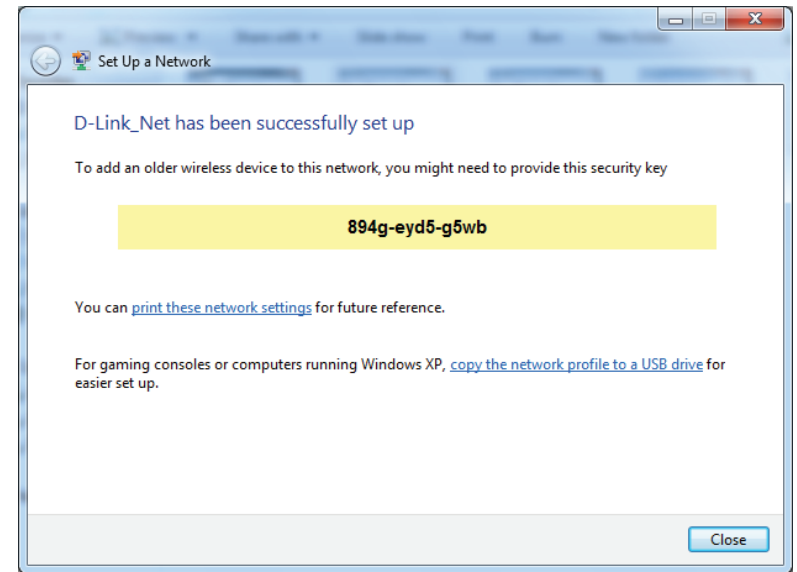 Set Up a Network
D-Link_Net has been successfully set up
To add an older wireless device to this network, you might need to provide this security key
894g-eyd5-g5wb
You can print these network settings for future reference.
For gaming consoles or computers running Windows XP, copy the network profile to a USB drive for
easier set up.
Close